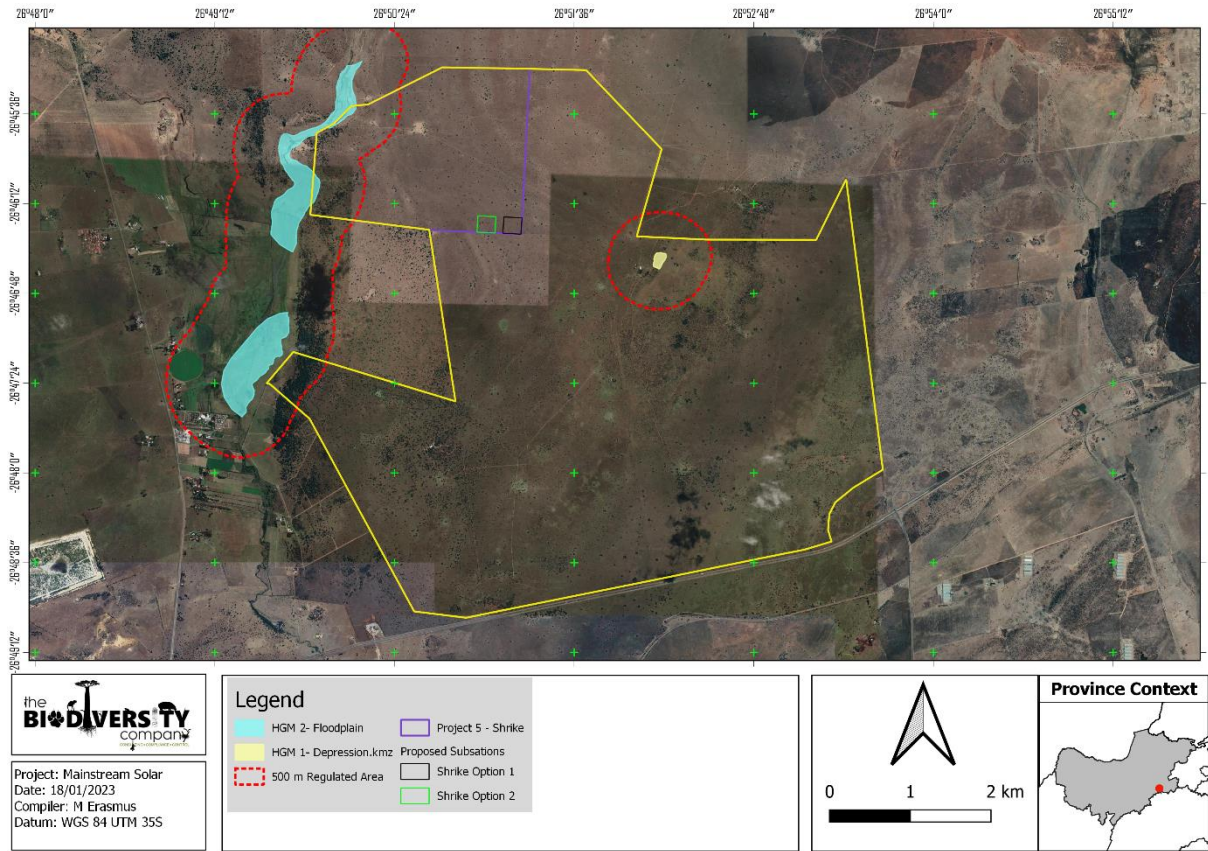 26°48'0"
26°49'12"
26°50'24"
26°51'36"
26°52'48"
26°54'0"
26°55'12"
-26°45'36"
-26°46'12"
-26°46'48"
-26°47'24"
-26°48'0"
-26°48'36"
-26°49'12"
the
BIODIVERSITY
company
Project: Mainstream Solar
Date: 18/01/2023
Compiler: M Erasmus
Datum: WGS 84 UTM 35S
Legend
HGM 2- Floodplain
HGM 1- Depression.kmz
500 m Regulated Area
Project 5 - Shrike
Proposed Subsations
Shrike Option 1
Shrike Option 2
0 1 2 km
Province Context